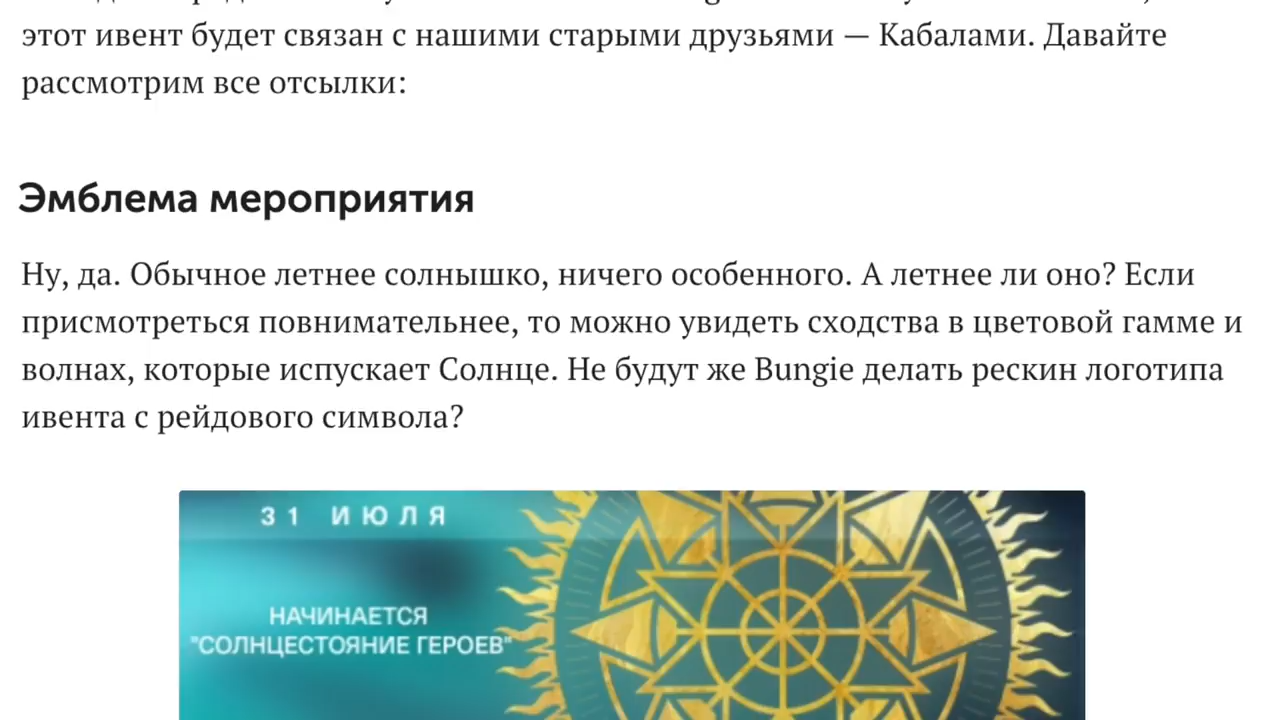 этот ивент будет связан с нашими старыми друзьями — Кабалами. Давайте
рассмотрим все отсылки:
Эмблема мероприятия
Ну, да. Обычное летнее солнышко, ничего особенного. А летнее ли оно? Если
присмотреться повнимательнее, то можно увидеть сходства в цветовой гамме и
волнах, которые испускает Солнце. Не будут же Bungie делать рескин логотипа
ивента с рейдового символа?
31 ИЮЛЯ
НАЧИНАЕТСЯ
"СОЛНЦЕСТОЯНИЕ ГЕРОЕВ"